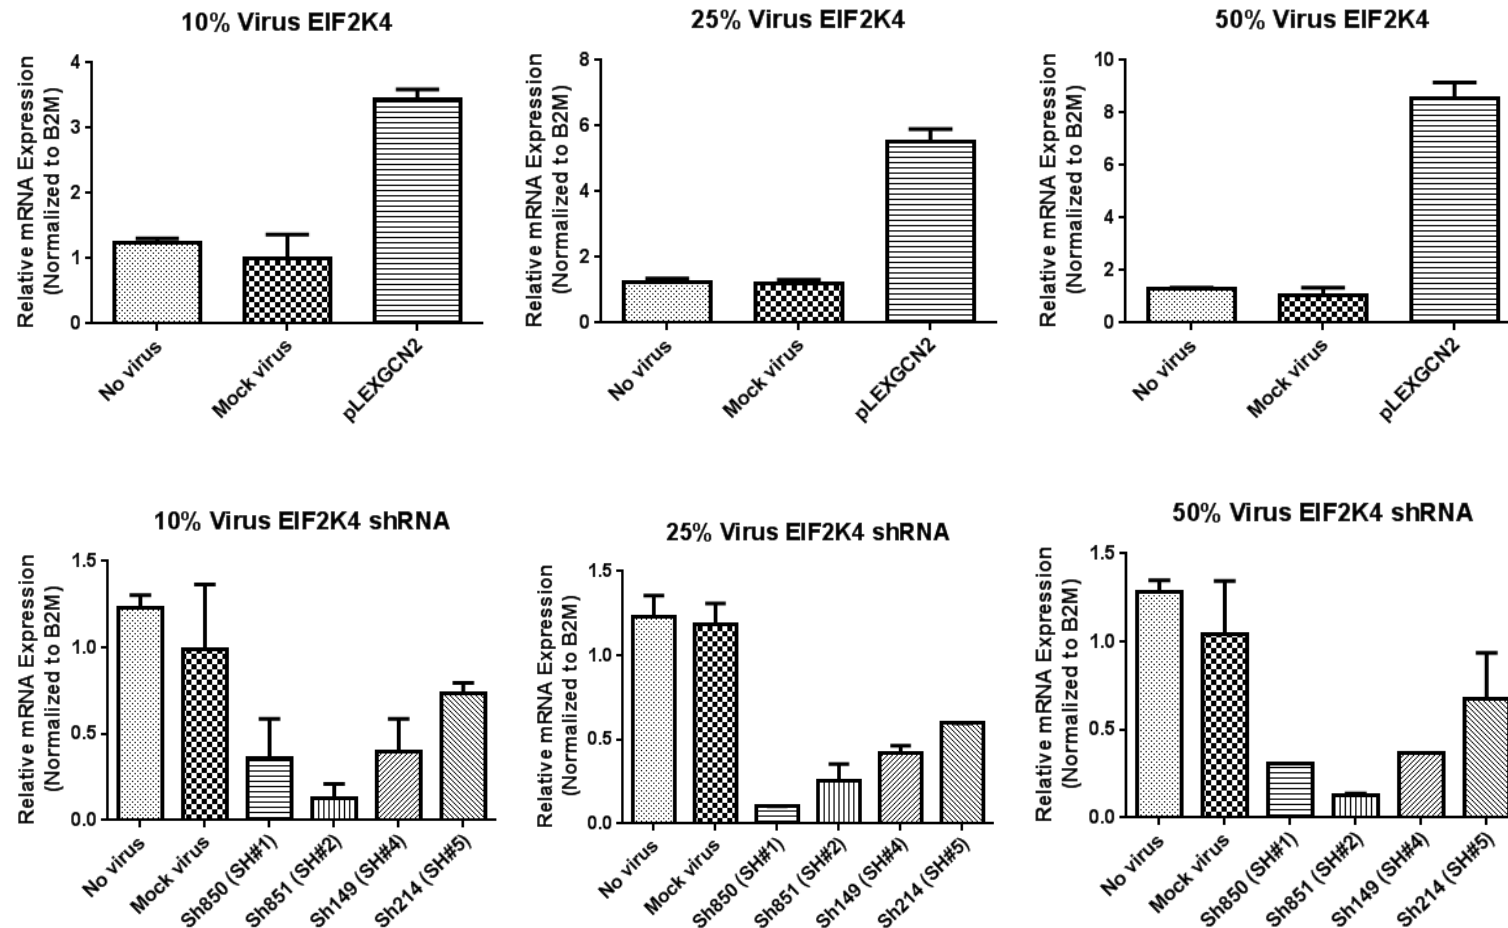 10% Virus EIF2K4
Relative mRNA Expression
(Normalized to B2M)
4
3
2
1
0
No virus
Mock virus
pLEXGCN2
25% Virus EIF2K4
Relative mRNA Expression
(Normalized to B2M)
8
6
4
2
0
No virus
Mock virus
pLEXGCN2
50% Virus EIF2K4
Relative mRNA Expression
(Normalized to B2M)
10
8
6
4
2
0
No virus
Mock virus
pLEXGCN2
10% Virus EIF2K4 shRNA
Relative mRNA Expression
(Normalized to B2M)
1.5
1.0
0.5
0.0
No virus
Mock virus
Sh850 (SH#1)
Sh851 (SH#2)
Sh149 (SH#4)
Sh214 (SH#5)
25% Virus EIF2K4 shRNA
Relative mRNA Expression
(Normalized to B2M)
1.5
1.0
0.5
0.0
No virus
Mock virus
Sh850 (SH#1)
Sh851 (SH#2)
Sh149 (SH#4)
Sh214 (SH#5)
50% Virus EIF2K4 shRNA
Relative mRNA Expression
(Normalized to B2M)
1.5
1.0
0.5
0.0
No virus
Mock virus
Sh850 (SH#1)
Sh851 (SH#2)
Sh149 (SH#4)
Sh214 (SH#5)